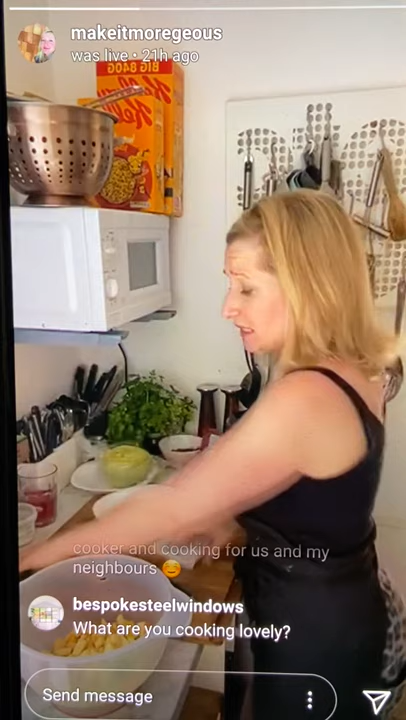 makeitmoregeous
was live • 21h ago
BIG 840G
cooker and cooking for us and my
neighbours 😊
bespokesteelwindows
What are you cooking lovely?
Send message